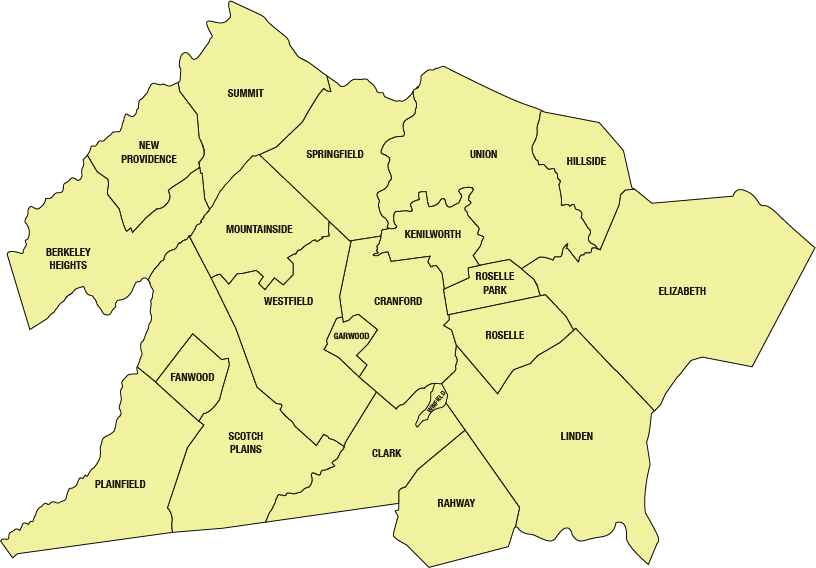 SUMMIT
NEW
PROVIDENCE
SPRINGFIELD
UNION
HILLSIDE
MOUNTAINSIDE
KENILWORTH
BERKELEY
HEIGHTS
ROSELLE
PARK
ELIZABETH
WESTFIELD
CRANFORD
GARWOOD
ROSELLE
FANWOOD
WINFIELD
SCOTCH
PLAINS
LINDEN
CLARK
PLAINFIELD
RAHWAY